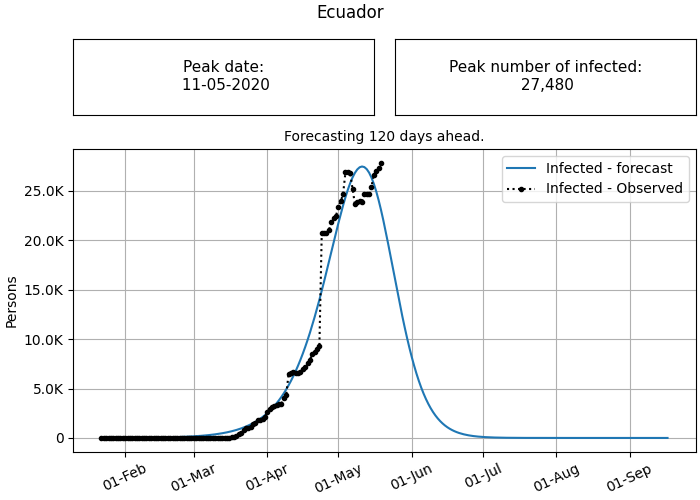 Ecuador
Peak date:
11-05-2020
Peak number of infected:
27,480
Forecasting 120 days ahead.
Infected - forecast
Infected - Observed
Persons
25.0K
20.0K
15.0K
10.0K
5.0K
0
01-Feb
01-Mar
01-Apr
01-May
01-Jun
01-Jul
01-Aug
01-Sep